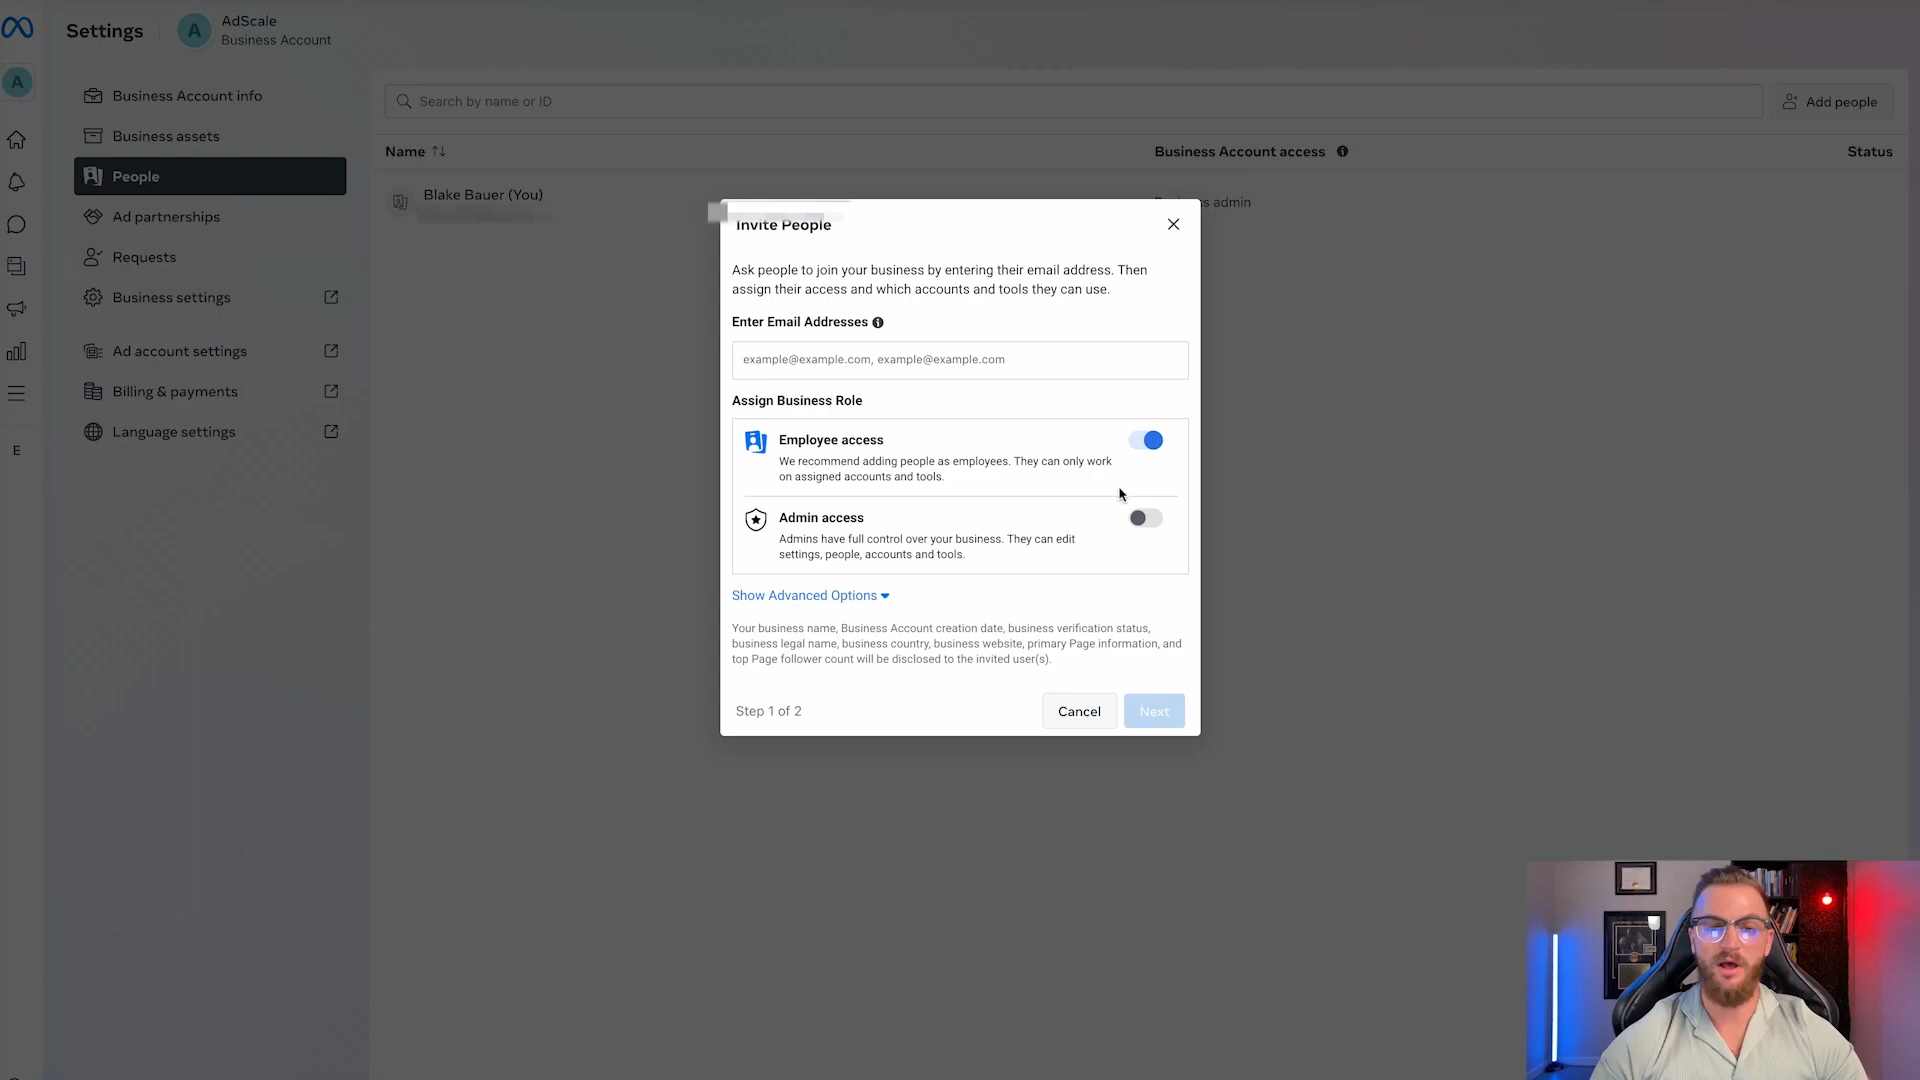 Settings
A
AdScale
Business Account
A
Business Account info
Business assets
People
Ad partnerships
Requests
Business settings
Ad account settings
Billing & payments
Language settings
E
Search by name or ID
Add people
Name
Business Account access
Status
Blake Bauer (You)
admin
Invite People
Ask people to join your business by entering their email address. Then
assign their access and which accounts and tools they can use.
Enter Email Addresses
example@example.com, example@example.com
Assign Business Role
Employee access
We recommend adding people as employees. They can only work
on assigned accounts and tools.
Admin access
Admins have full control over your business. They can edit
settings, people, accounts and tools.
Show Advanced Options
Your business name, Business Account creation date, business verification status,
business legal name, business country, business website, primary Page information, and
top Page follower count will be disclosed to the invited user(s).
Step 1 of 2
Cancel
Next